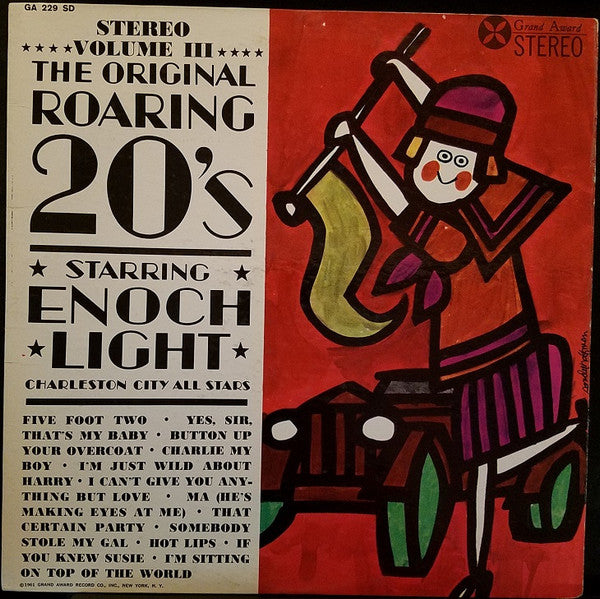 GA 229 SD
STEREO
★★★★ VOLUME III ★★★★
THE ORIGINAL
ROARING
20's
★ STARRING ★
ENOCH
★LIGHT★
CHARLESTON CITY ALL STARS
FIVE FOOT TWO · YES, SIR,
THAT'S MY BABY · BUTTON UP
YOUR OVERCOAT · CHARLIE MY
BOY · I'M JUST WILD ABOUT
HARRY · I CAN'T GIVE YOU ANY-
THING BUT LOVE · MA (HE'S
MAKING EYES AT ME) · THAT
CERTAIN PARTY · SOMEBODY
STOLE MY GAL · HOT LIPS · IF
YOU KNEW SUSIE · I'M SITTING
ON TOP OF THE WORLD
©1961 GRAND AWARD RECORD CO., INC., NEW YORK, N. Y.
Grand Award
STEREO